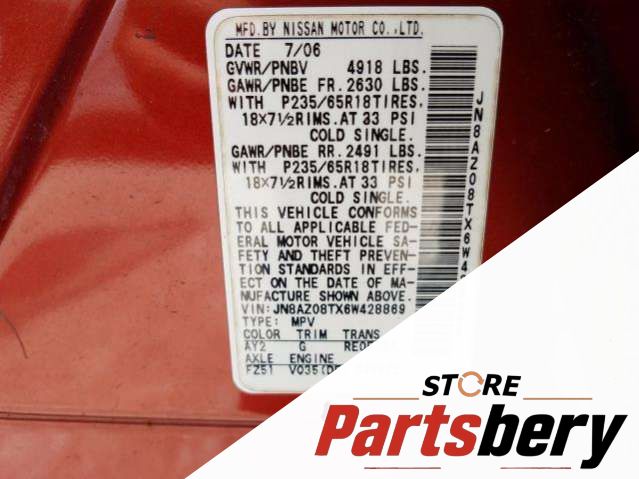 MFD. BY NISSAN MOTOR CO.,LTD.
DATE 7/06
GVWR/PNBV 4918 LBS.
GAWR/PNBE FR. 2630 LBS.
WITH P235/65R18TIRES,
18X7½RIMS.AT 33 PSI
COLD SINGLE.
GAWR/PNBE RR. 2491 LBS.
WITH P235/65R18TIRES,
18X7½RIMS.AT 33 PSI
COLD SINGLE.
THIS VEHICLE CONFORMS
TO ALL APPLICABLE FED-
ERAL MOTOR VEHICLE SA-
FETY AND THEFT PREVEN-
TION STANDARDS IN EFF-
ECT ON THE DATE OF MA-
NUFACTURE SHOWN ABOVE.
VIN: JN8AZ08TX6W428869
TYPE: MPV
COLOR TRIM TRANS
AY2 G
AXLE ENGINE
FZ51
JN8AZ08TX6W4
STORE
Partsbery